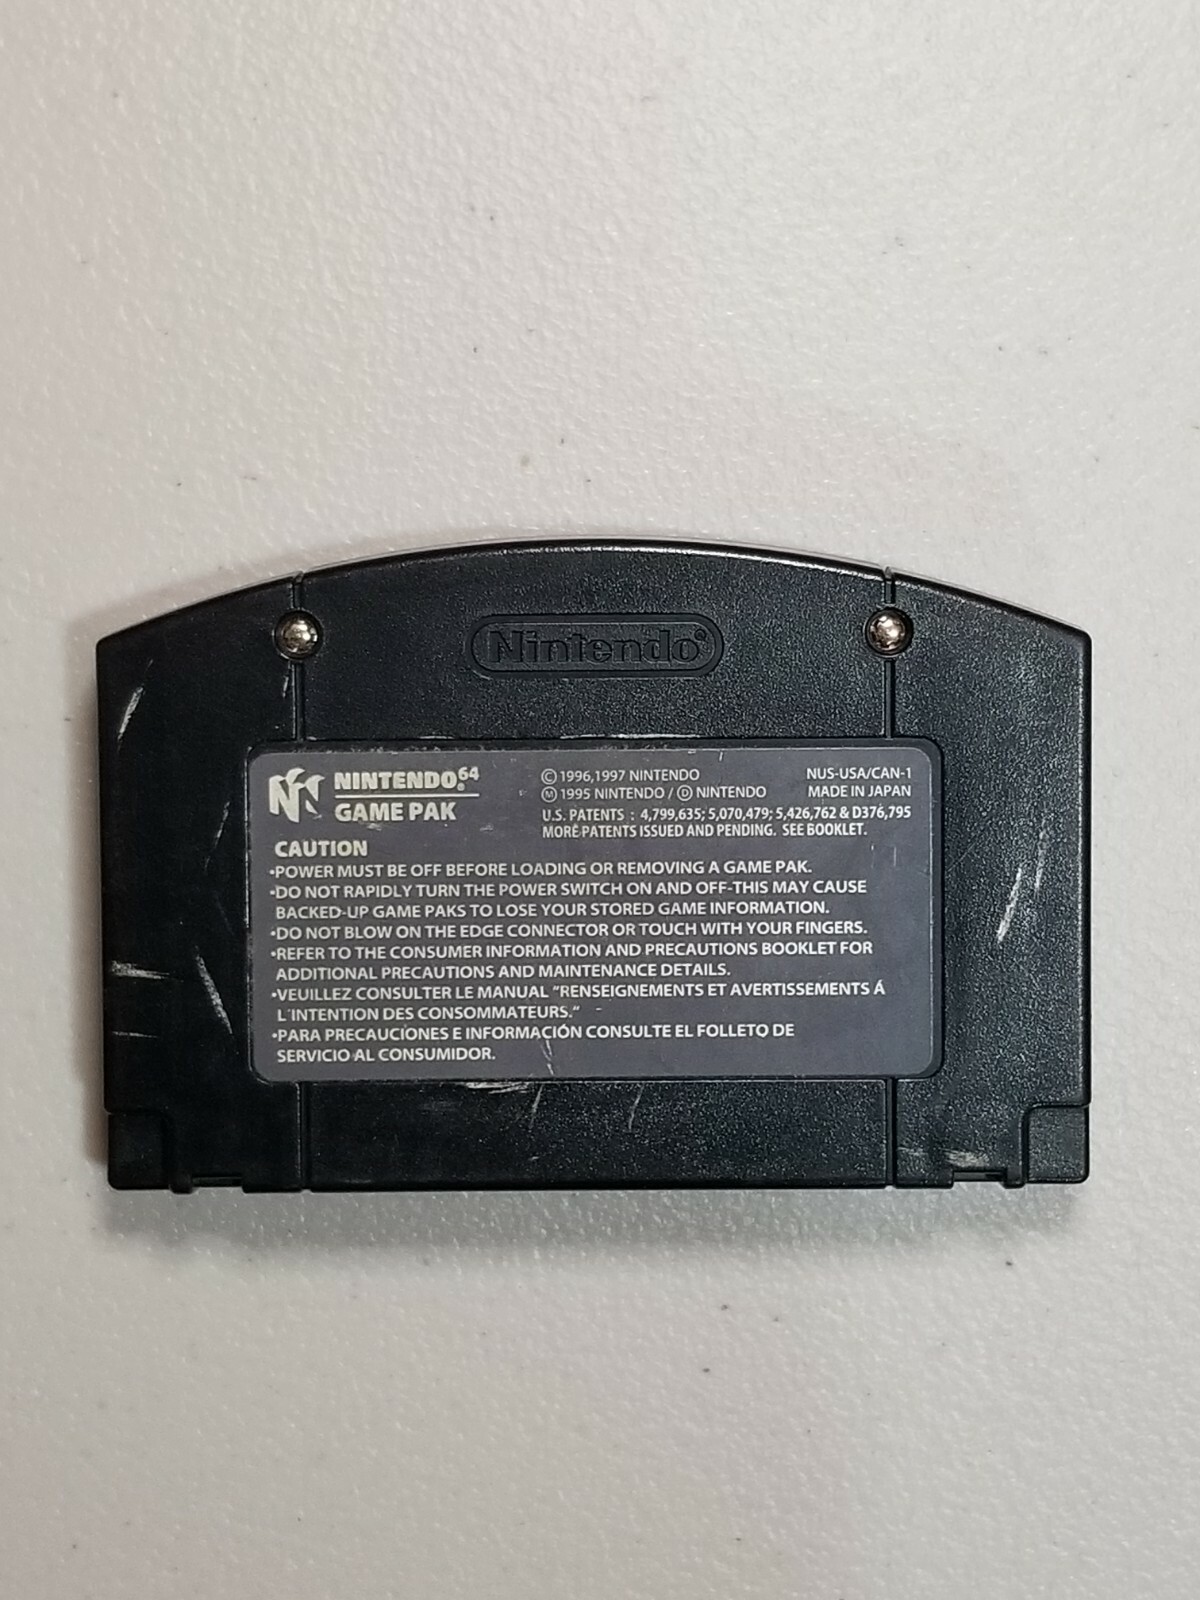 Nintendo®
NINTENDO⁶⁴®
GAME PAK
© 1996,1997 NINTENDO
Ⓜ 1995 NINTENDO / Ⓓ NINTENDO
NUS-USA/CAN-1
MADE IN JAPAN
U.S. PATENTS : 4,799,635; 5,070,479; 5,426,762 & D376,795
MORE PATENTS ISSUED AND PENDING. SEE BOOKLET.
CAUTION
•POWER MUST BE OFF BEFORE LOADING OR REMOVING A GAME PAK.
•DO NOT RAPIDLY TURN THE POWER SWITCH ON AND OFF-THIS MAY CAUSE
BACKED-UP GAME PAKS TO LOSE YOUR STORED GAME INFORMATION.
•DO NOT BLOW ON THE EDGE CONNECTOR OR TOUCH WITH YOUR FINGERS.
•REFER TO THE CONSUMER INFORMATION AND PRECAUTIONS BOOKLET FOR
ADDITIONAL PRECAUTIONS AND MAINTENANCE DETAILS.
•VEUILLEZ CONSULTER LE MANUAL "RENSEIGNEMENTS ET AVERTISSEMENTS Á
L'INTENTION DES CONSOMMATEURS."
•PARA PRECAUCIONES E INFORMACIÓN CONSULTE EL FOLLETO DE
SERVICIO AL CONSUMIDOR.